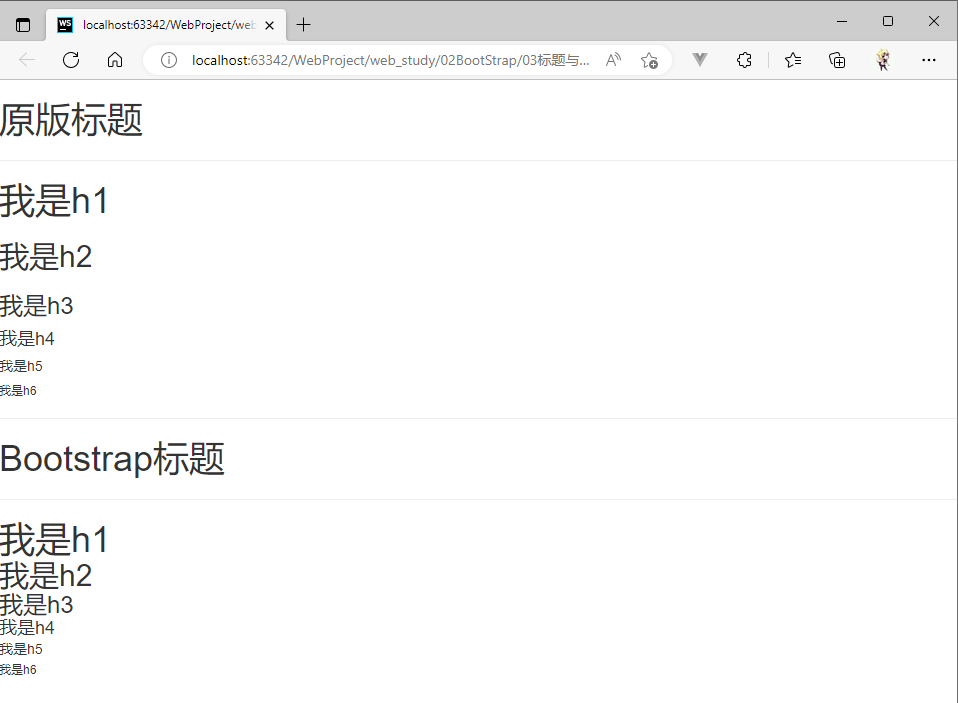 WS localhost:63342/WebProject/web
localhost:63342/WebProject/web_study/02BootStrap/03标题与...
原版标题
我是h1
我是h2
我是h3
我是h4
我是h5
我是h6
Bootstrap标题
我是h1
我是h2
我是h3
我是h4
我是h5
我是h6